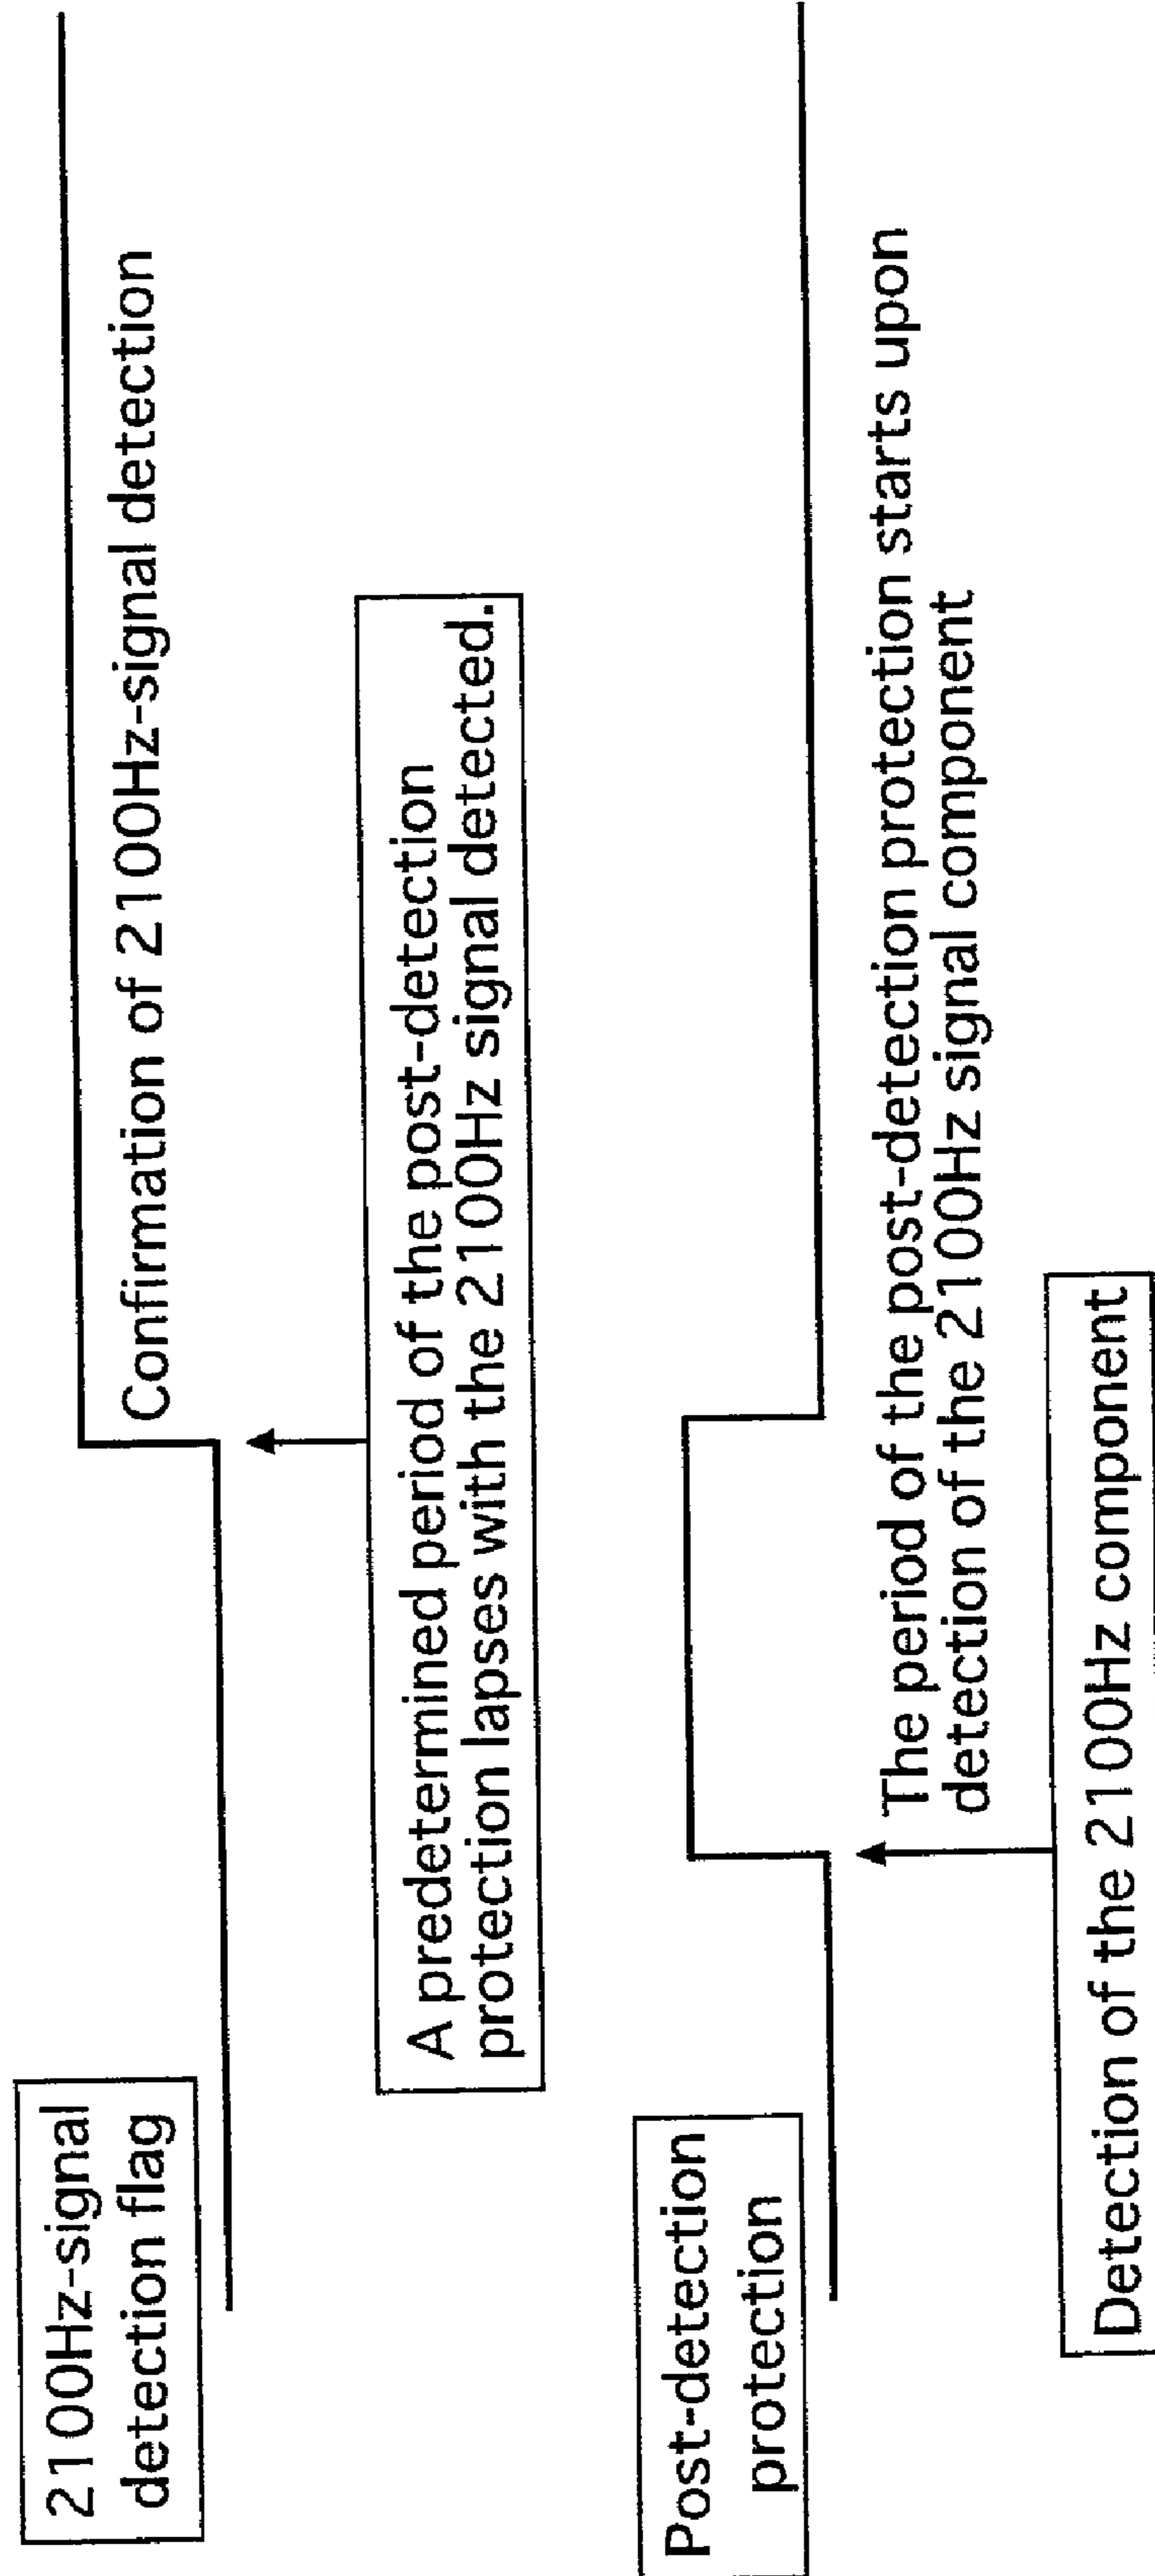 2100Hz-signal
detection flag
Confirmation of 2100Hz-signal detection
A predetermined period of the post-detection
protection lapses with the 2100Hz signal detected.
Post-detection
protection
The period of the post-detection protection starts upon
detection of the 2100Hz signal component
Detection of the 2100Hz component